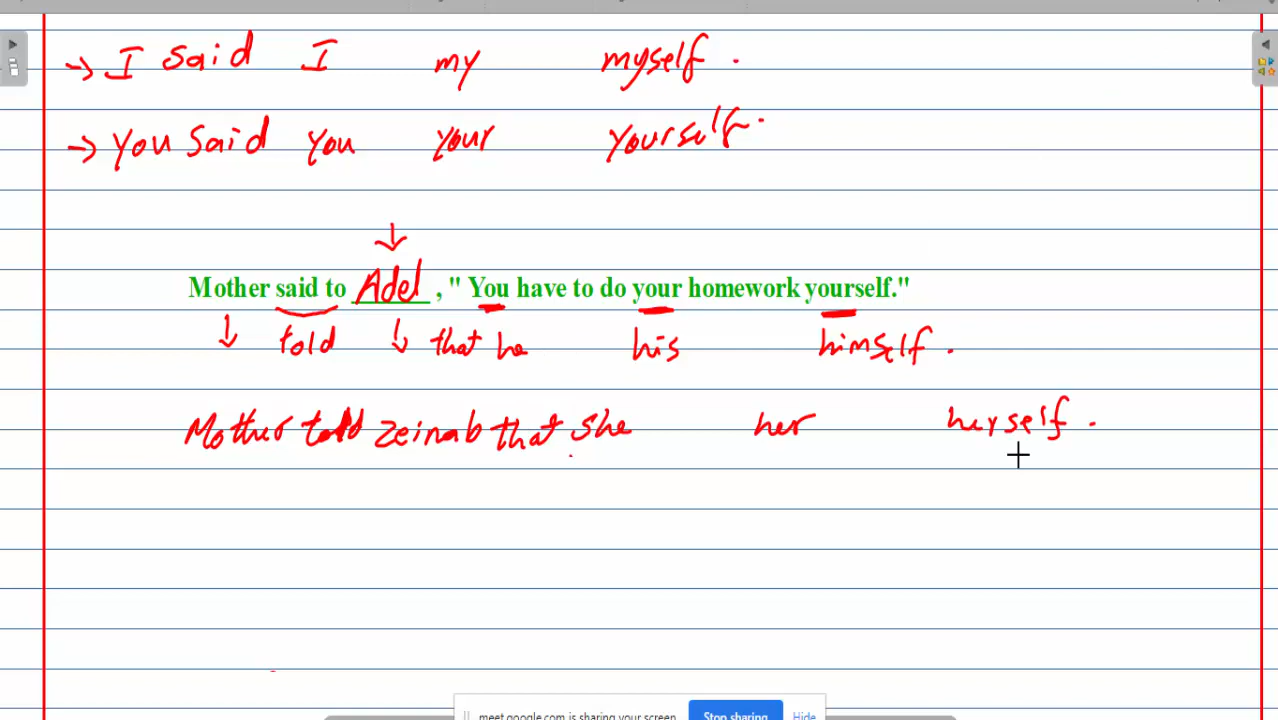 → I said I my myself.
→ You said you your yourself.
Mother said to Adel, " You have to do your homework yourself."
told that he his himself.
Mother told zeinab that she her herself.
meet.google.com is sharing your screen. Stop sharing Hide